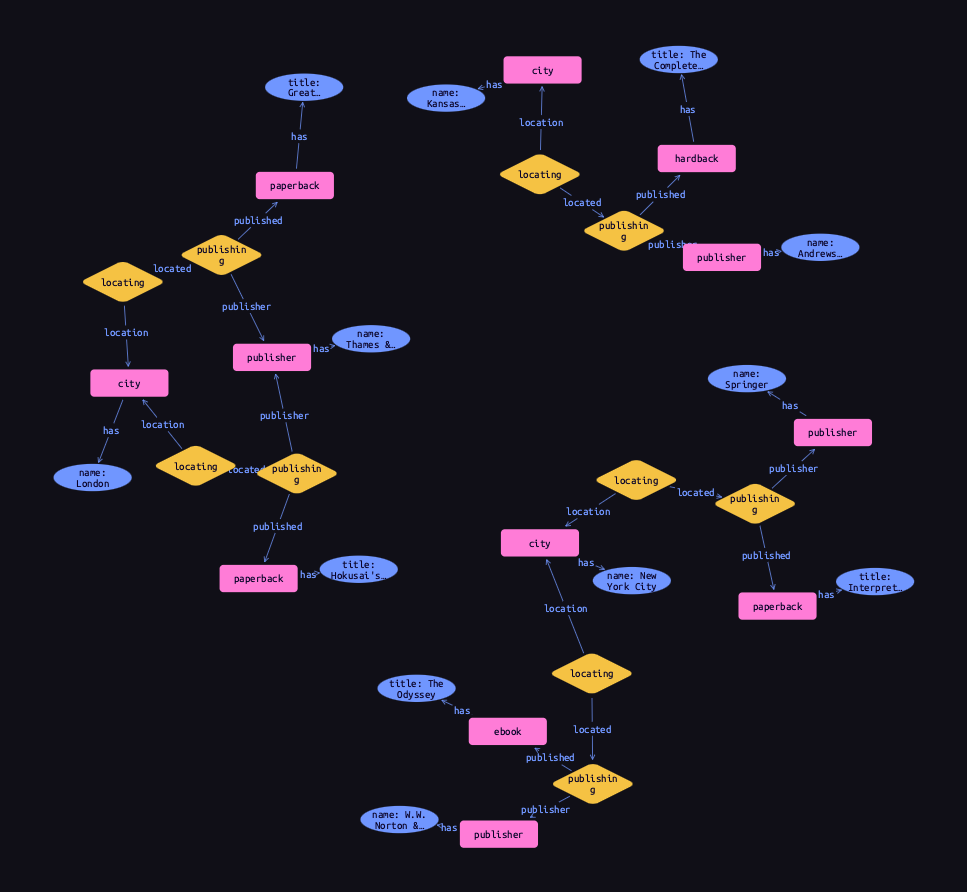 title: The
Complete…
city
title:
Great…
has
name:
Kansas…
has
has
location
hardback
locating
paperback
published
located
published
publishin
g
publisher
name:
Andrews…
has
publisher
publishin
g
located
locating
publisher
location
name:
Thames &…
has
publisher
city
name:
Springer
has
publisher
publisher
location
has
publisher
locating
located
publishin
g
name:
London
locating
located
publishin
g
location
published
city
published
has
title:
Hokusai's…
has
paperback
name: New
York City
title:
Interpret…
has
paperback
location
locating
title: The
Odyssey
has
ebook
located
published
publishin
g
publisher
name: W.W.
Norton &…
has
publisher